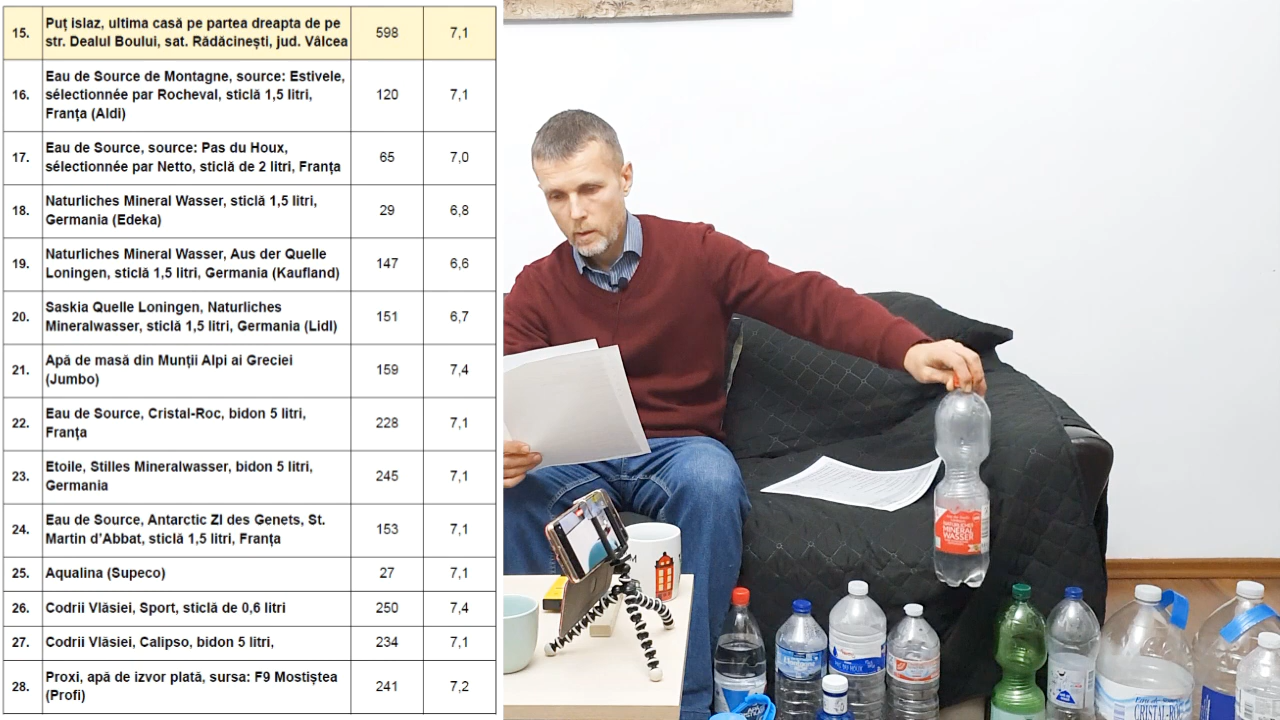 15. Puț islaz, ultima casă pe partea dreapta de pe 598 7,1
str. Dealul Boului, sat. Rădăcinești, jud. Vâlcea
16. Eau de Source de Montagne, source: Estivele, 120 7,1
sélectionnée par Rocheval, sticlă 1,5 litri,
Franța (Aldi)
17. Eau de Source, source: Pas du Houx, 65 7,0
sélectionnée par Netto, sticlă de 2 litri, Franța
18. Naturliches Mineral Wasser, sticlă 1,5 litri, 29 6,8
Germania (Edeka)
19. Naturliches Mineral Wasser, Aus der Quelle 147 6,6
Loningen, sticlă 1,5 litri, Germania (Kaufland)
20. Saskia Quelle Loningen, Naturliches 151 6,7
Mineralwasser, sticlă 1,5 litri, Germania (Lidl)
21. Apă de masă din Munții Alpi ai Greciei 159 7,4
(Jumbo)
22. Eau de Source, Cristal-Roc, bidon 5 litri, 228 7,1
Franța
23. Etoile, Stilles Mineralwasser, bidon 5 litri, 245 7,1
Germania
24. Eau de Source, Antarctic ZI des Genets, St. 153 7,1
Martin d'Abbat, sticlă 1,5 litri, Franța
25. Aqualina (Supeco) 27 7,1
26. Codrii Vlăsiei, Sport, sticlă de 0,6 litri 250 7,4
27. Codrii Vlăsiei, Calipso, bidon 5 litri, 234 7,1
28. Proxi, apă de izvor plată, sursa: F9 Mostiștea 241 7,2
(Profi)
NATÜRLICHES
MINERAL
WASSER
CRISTAL-ROC